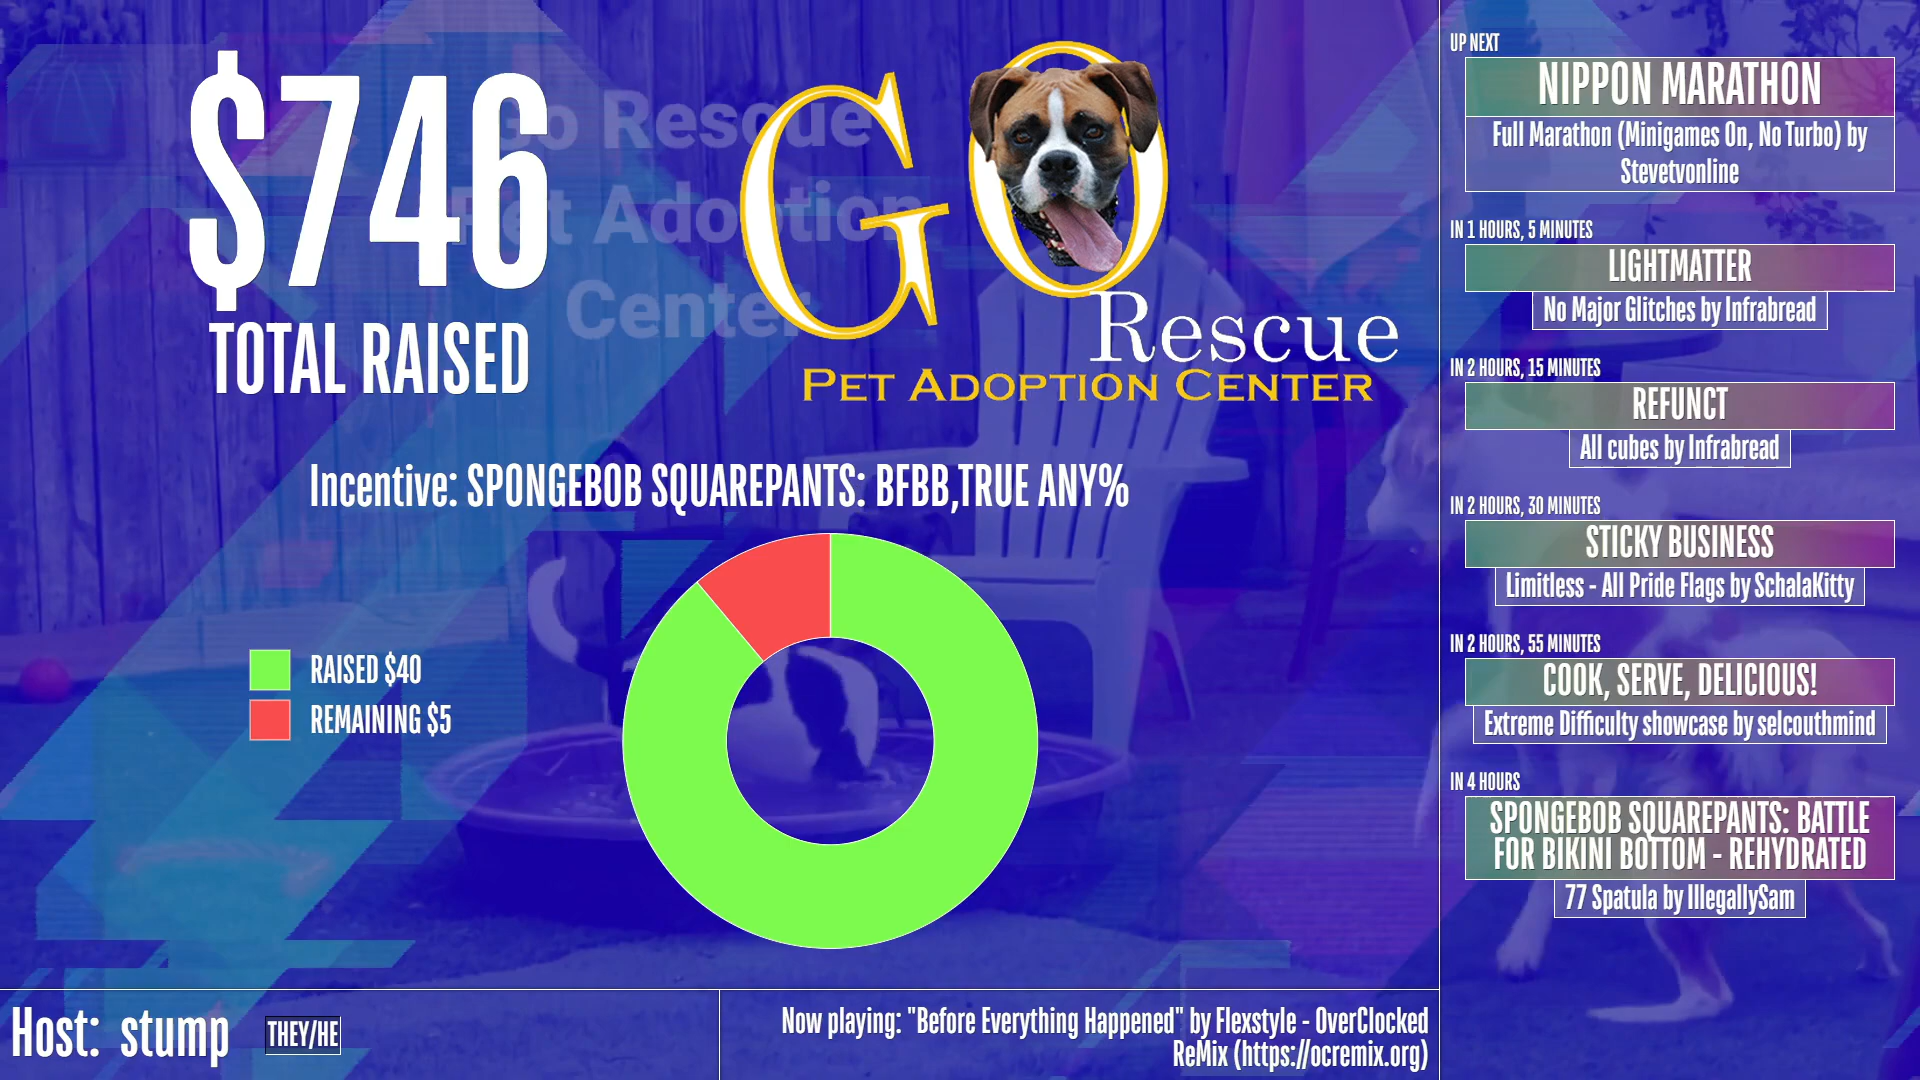 $746
TOTAL RAISED
Go Rescue
Pet Adoption
Center
GO
Rescue
PET ADOPTION CENTER
Incentive: SPONGEBOB SQUAREPANTS: BFBB,TRUE ANY%
RAISED $40
REMAINING $5
UP NEXT
NIPPON MARATHON
Full Marathon (Minigames On, No Turbo) by
Stevetvonline
IN 1 HOURS, 5 MINUTES
LIGHTMATTER
No Major Glitches by Infrabread
IN 2 HOURS, 15 MINUTES
REFUNCT
All cubes by Infrabread
IN 2 HOURS, 30 MINUTES
STICKY BUSINESS
Limitless - All Pride Flags by SchalaKitty
IN 2 HOURS, 55 MINUTES
COOK, SERVE, DELICIOUS!
Extreme Difficulty showcase by selcouthmind
IN 4 HOURS
SPONGEBOB SQUAREPANTS: BATTLE
FOR BIKINI BOTTOM - REHYDRATED
77 Spatula by IllegallySam
Host: stump THEY/HE
Now playing: "Before Everything Happened" by Flexstyle - OverClocked
ReMix (https://ocremix.org)